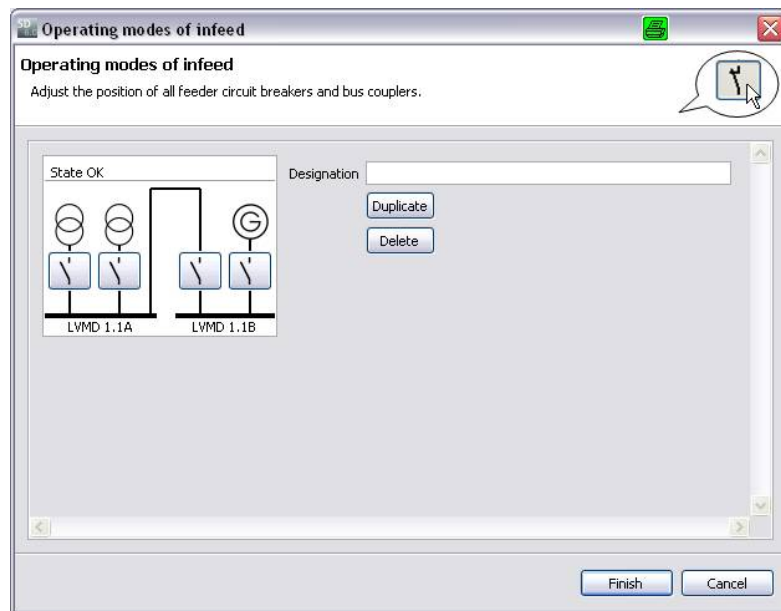 Operating modes of infeed
Operating modes of infeed
Adjust the position of all feeder circuit breakers and bus couplers.
State OK
Designation
Duplicate
Delete
G
LVMD 1.1A
LVMD 1.1B
Finish
Cancel